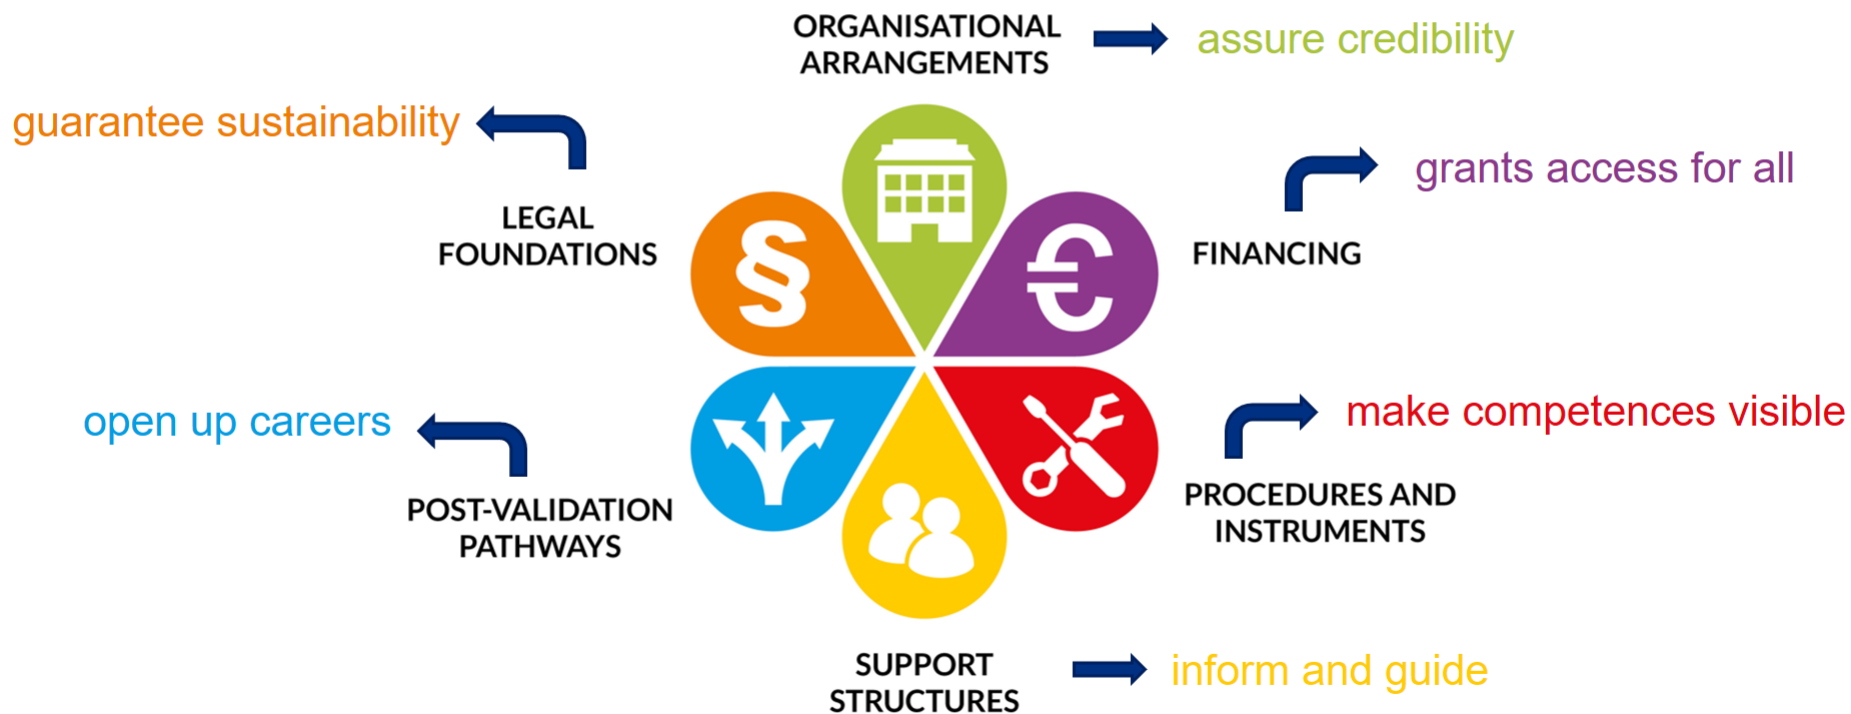 ORGANISATIONAL
ARRANGEMENTS
assure credibility
guarantee sustainability
LEGAL
FOUNDATIONS
grants access for all
FINANCING
§
€
open up careers
POST-VALIDATION
PATHWAYS
make competences visible
PROCEDURES AND
INSTRUMENTS
SUPPORT
STRUCTURES
inform and guide